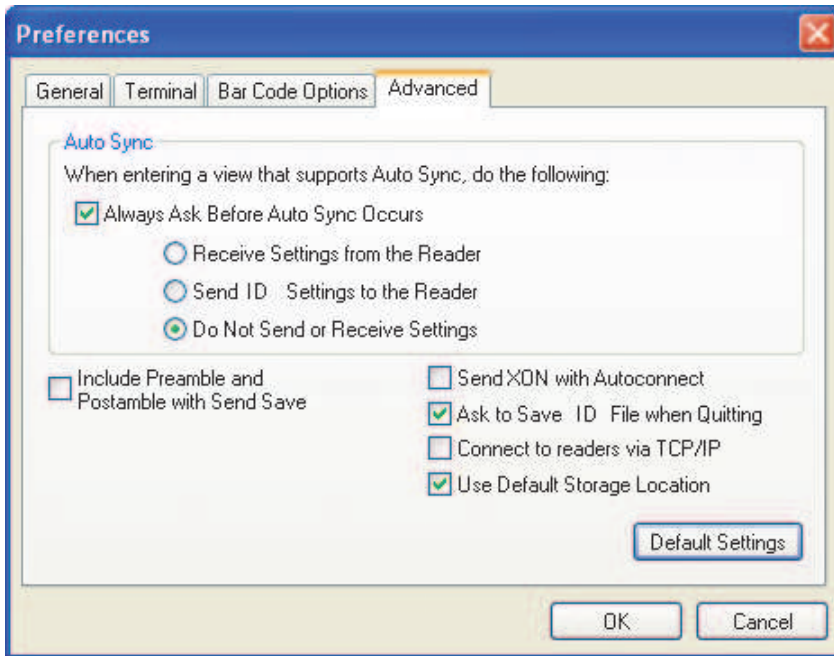 Preferences
General Terminal Bar Code Options Advanced
Auto Sync
When entering a view that supports Auto Sync, do the following:
Always Ask Before Auto Sync Occurs
Receive Settings from the Reader
Send ID Settings to the Reader
Do Not Send or Receive Settings
Include Preamble and
Postamble with Send Save
Send XON with Autoconnect
Ask to Save ID File when Quitting
Connect to readers via TCP/IP
Use Default Storage Location
Default Settings
OK Cancel